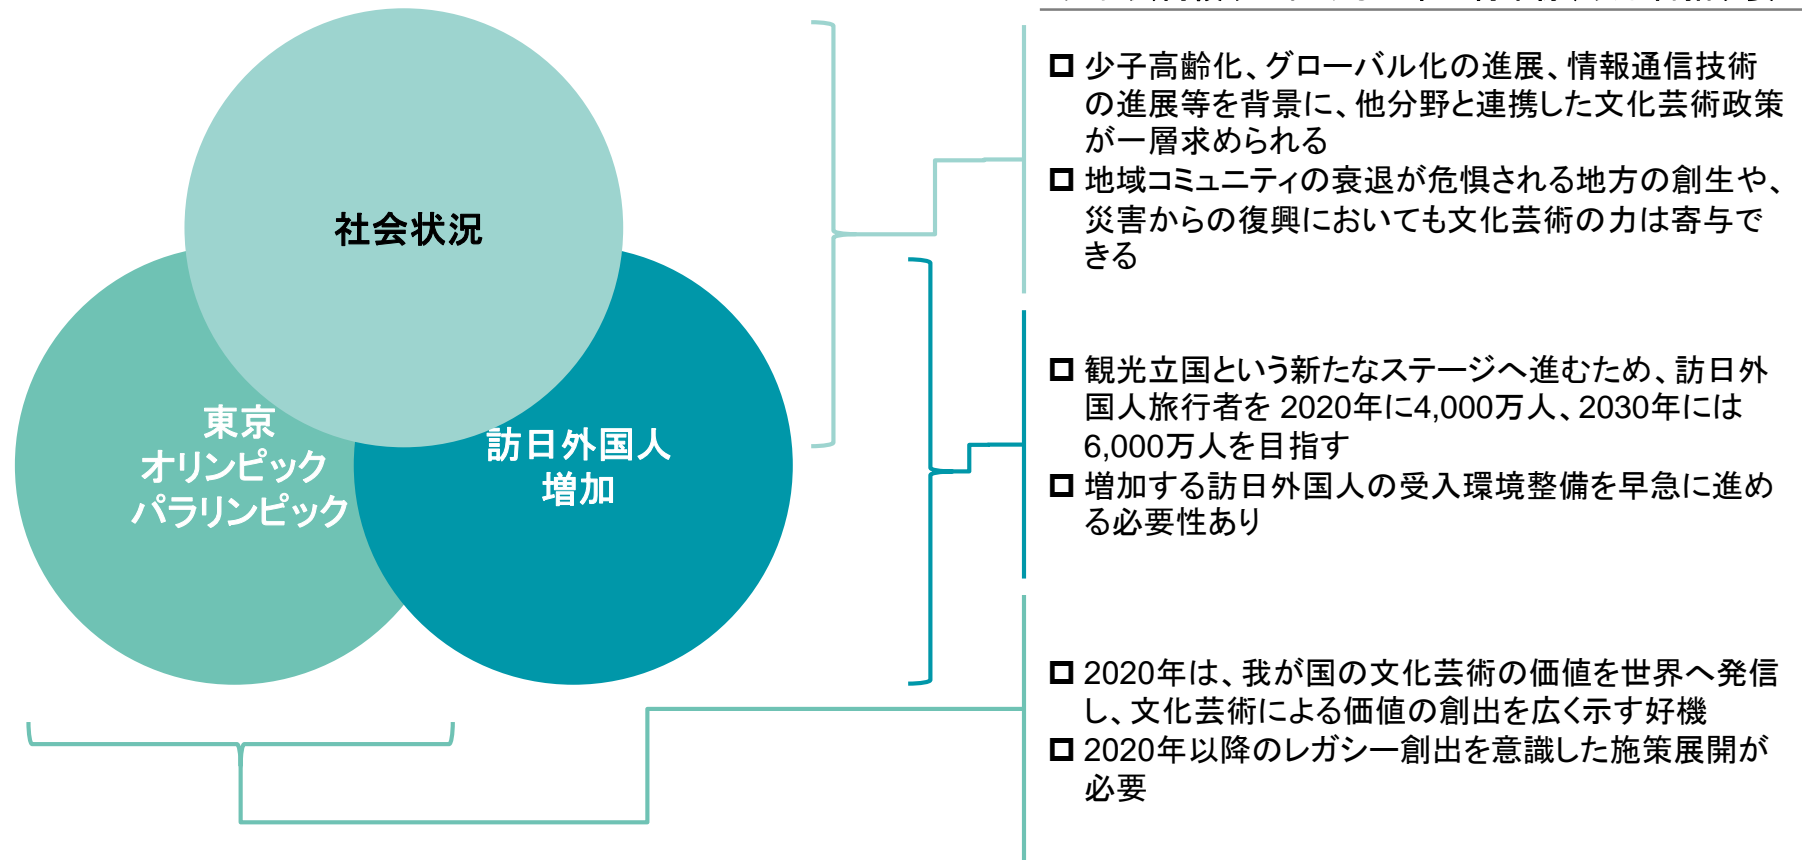 社会状況
東京
オリンピック
パラリンピック
訪日外国人
増加
少子高齢化、グローバル化の進展、情報通信技術
の進展等を背景に、他分野と連携した文化芸術政策
が一層求められる
地域コミュニティの衰退が危惧される地方の創生や、
災害からの復興においても文化芸術の力は寄与で
きる
観光立国という新たなステージへ進むため、訪日外
国人旅行者を 2020年に4,000万人、2030年には
6,000万人を目指す
増加する訪日外国人の受入環境整備を早急に進め
る必要性あり
2020年は、我が国の文化芸術の価値を世界へ発信
し、文化芸術による価値の創出を広く示す好機
2020年以降のレガシー創出を意識した施策展開が
必要